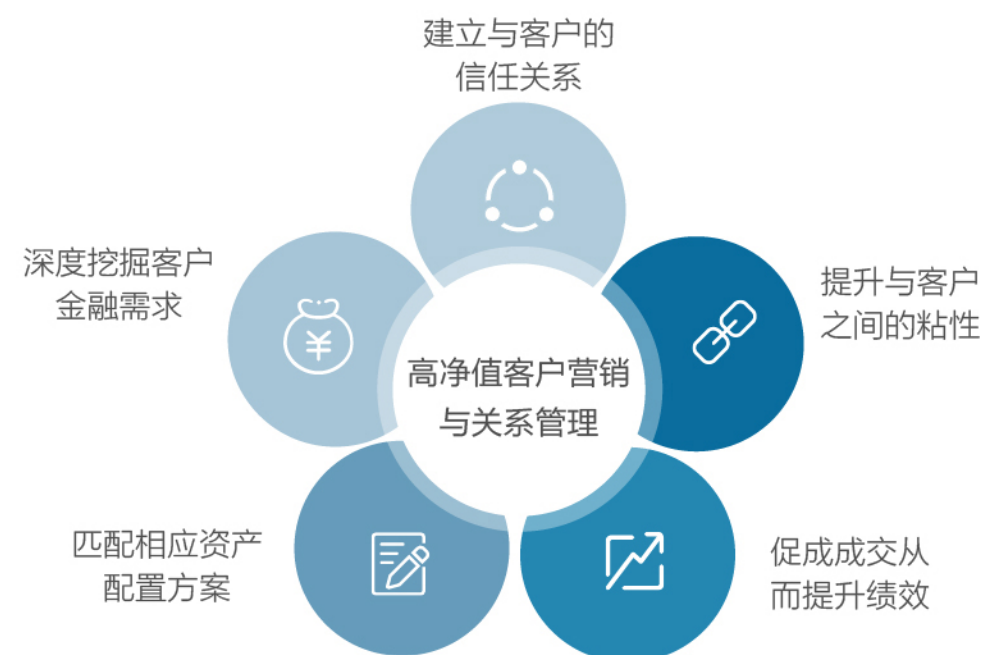 建立与客户的
信任关系
深度挖掘客户
金融需求
提升与客户
之间的粘性
¥
高净值客户营销
与关系管理
匹配相应资产
配置方案
促成成交从
而提升绩效